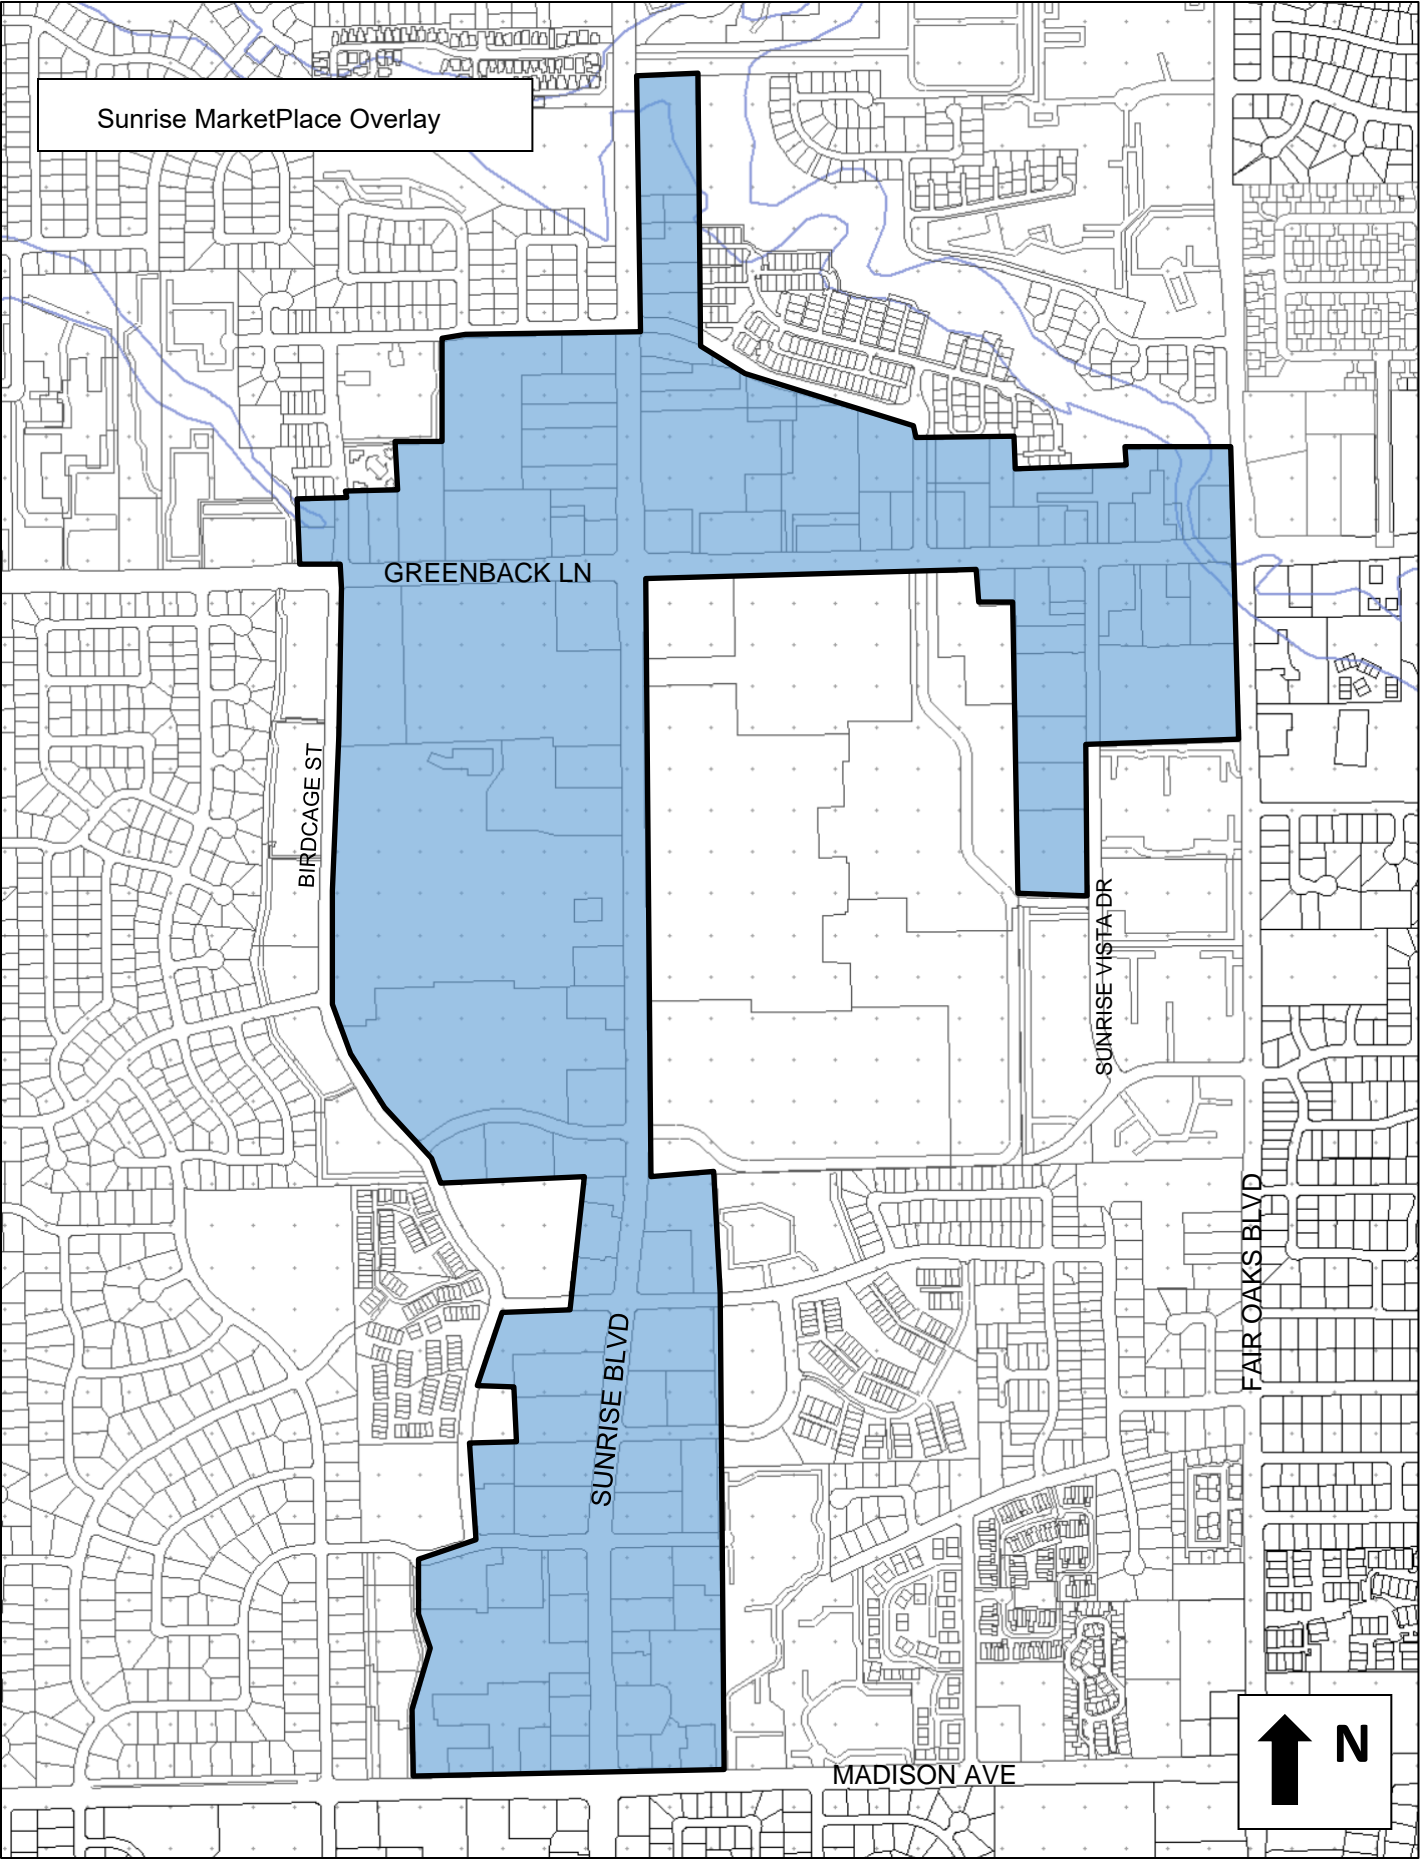 Sunrise MarketPlace Overlay
GREENBACK LN
BIRDCAGE ST
SUNRISE VISTA DR
FAIR OAKS BLVD
SUNRISE BLVD
MADISON AVE
N